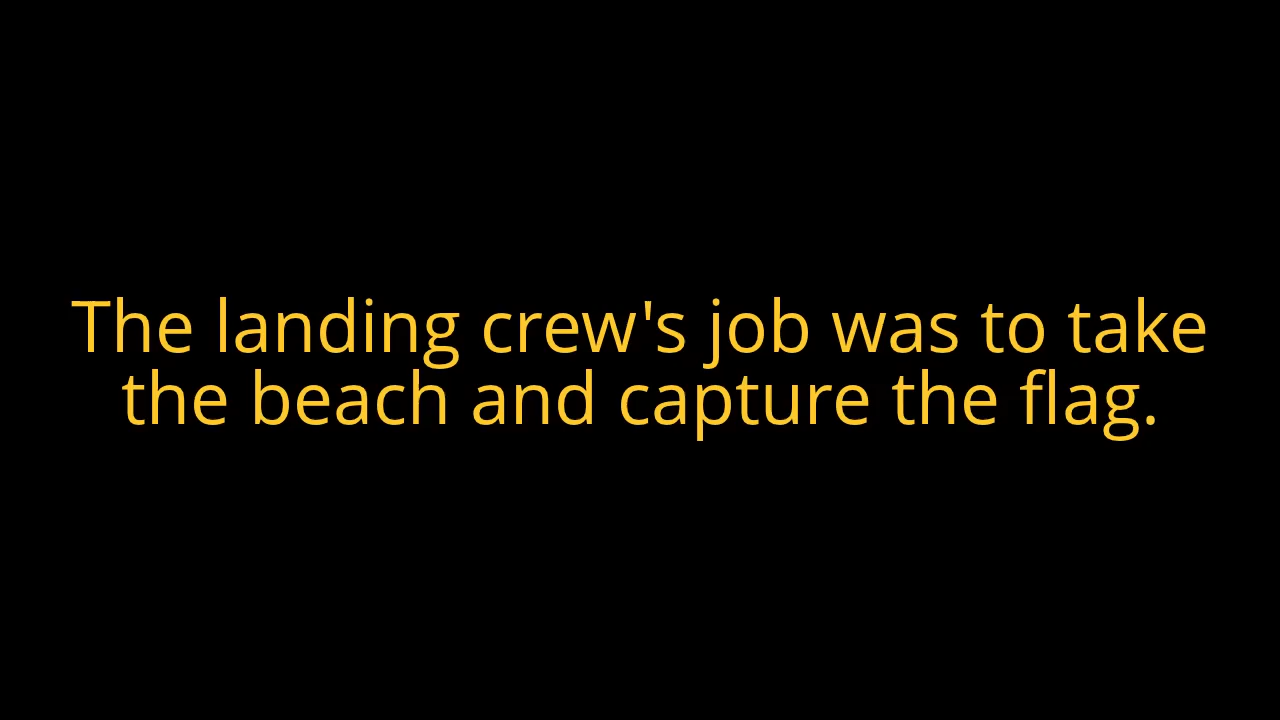 The landing crew's job was to take
the beach and capture the flag.